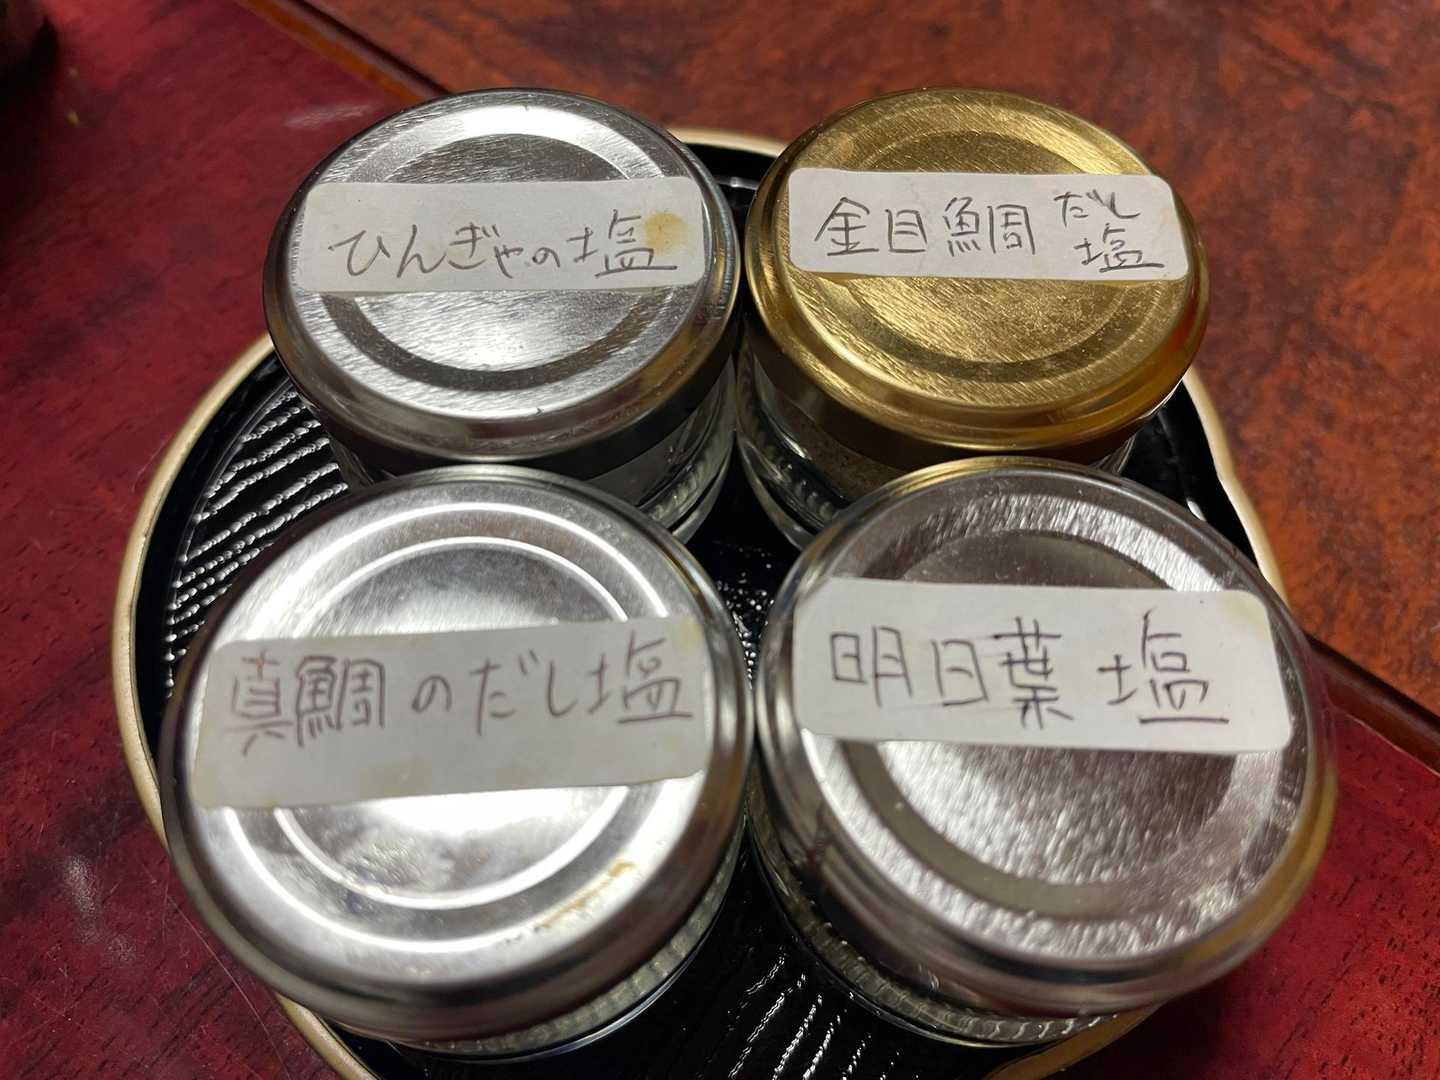 ひんぎゃの塩
金目鯛だし
塩
真鯛のだし塩
明日葉塩